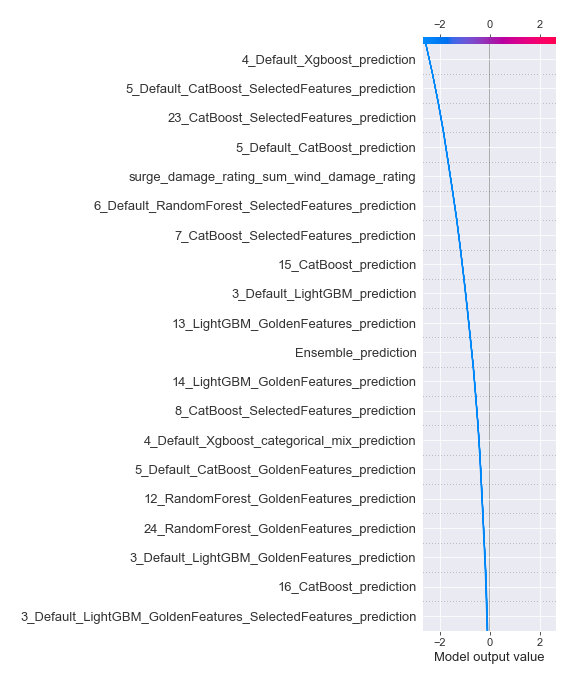 −2 0 2
4_Default_Xgboost_prediction
5_Default_CatBoost_SelectedFeatures_prediction
23_CatBoost_SelectedFeatures_prediction
5_Default_CatBoost_prediction
surge_damage_rating_sum_wind_damage_rating
6_Default_RandomForest_SelectedFeatures_prediction
7_CatBoost_SelectedFeatures_prediction
15_CatBoost_prediction
3_Default_LightGBM_prediction
13_LightGBM_GoldenFeatures_prediction
Ensemble_prediction
14_LightGBM_GoldenFeatures_prediction
8_CatBoost_SelectedFeatures_prediction
4_Default_Xgboost_categorical_mix_prediction
5_Default_CatBoost_GoldenFeatures_prediction
12_RandomForest_GoldenFeatures_prediction
24_RandomForest_GoldenFeatures_prediction
3_Default_LightGBM_GoldenFeatures_prediction
16_CatBoost_prediction
3_Default_LightGBM_GoldenFeatures_SelectedFeatures_prediction
−2 0 2
Model output value